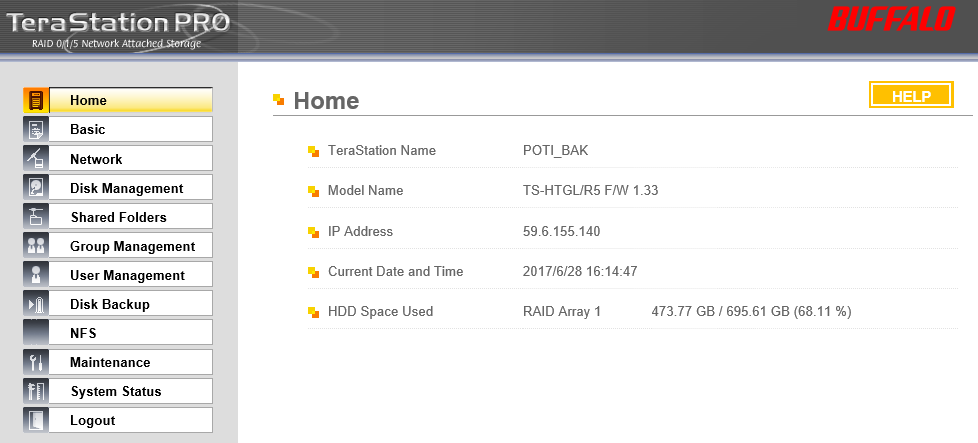 TeraStation PRO
RAID 0/1/5 Network Attached Storage
BUFFALO
Home
Basic
Network
Disk Management
Shared Folders
Group Management
User Management
Disk Backup
NFS
Maintenance
System Status
Logout
Home
HELP
TeraStation Name POTI_BAK
Model Name TS-HTGL/R5 F/W 1.33
IP Address 59.6.155.140
Current Date and Time 2017/6/28 16:14:47
HDD Space Used RAID Array 1 473.77 GB / 695.61 GB (68.11 %)